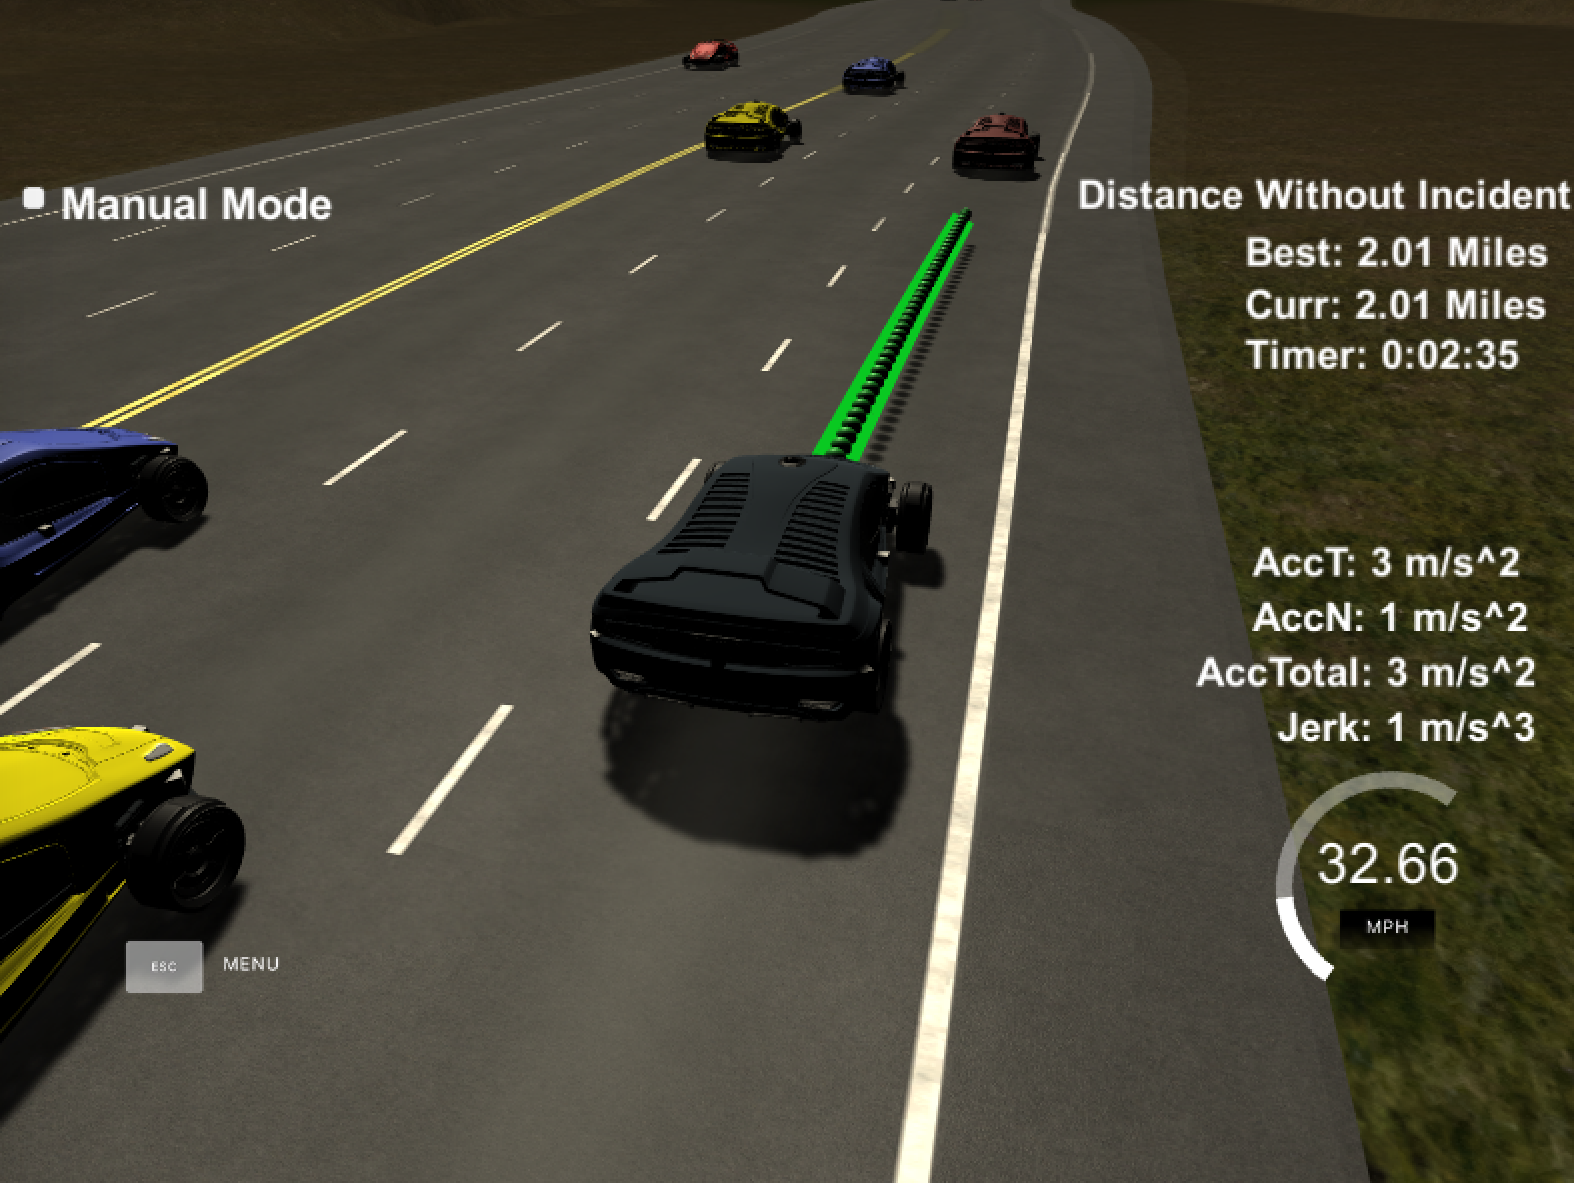 Manual Mode
Distance Without Incident
Best: 2.01 Miles
Curr: 2.01 Miles
Timer: 0:02:35
AccT: 3 m/s^2
AccN: 1 m/s^2
AccTotal: 3 m/s^2
Jerk: 1 m/s^3
32.66
MPH
ESC MENU